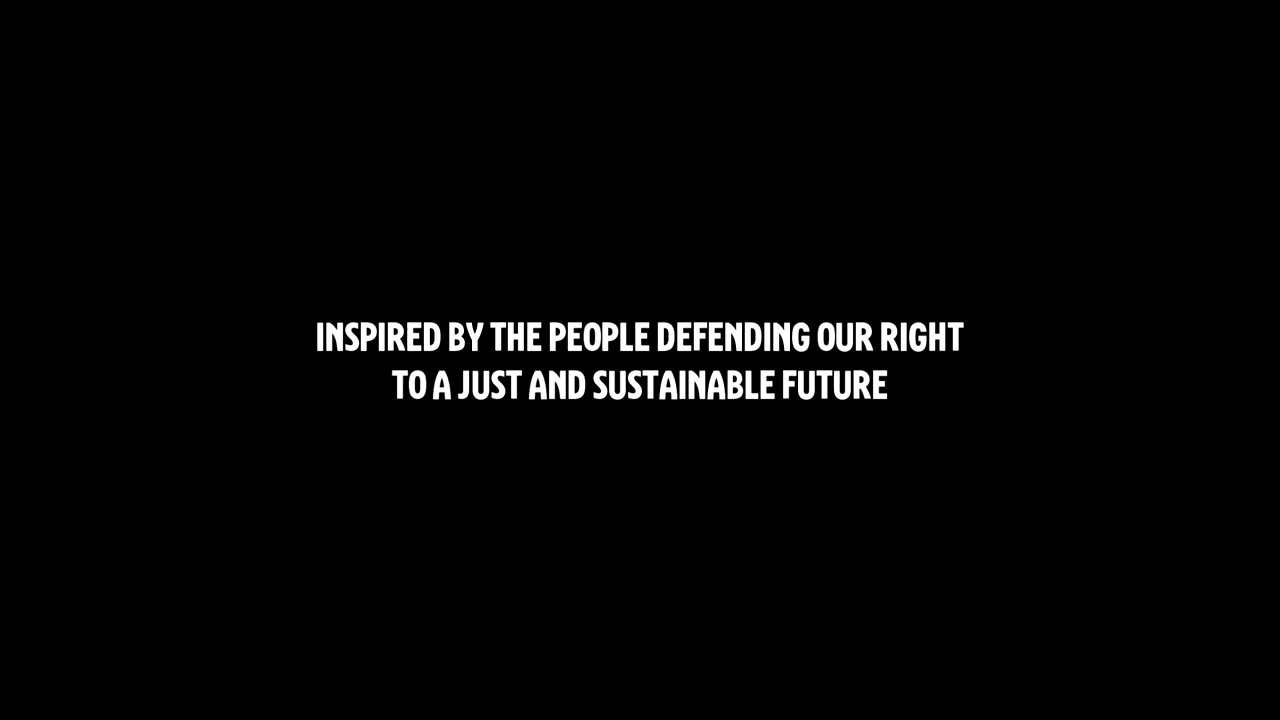 INSPIRED BY THE PEOPLE DEFENDING OUR RIGHT
TO A JUST AND SUSTAINABLE FUTURE